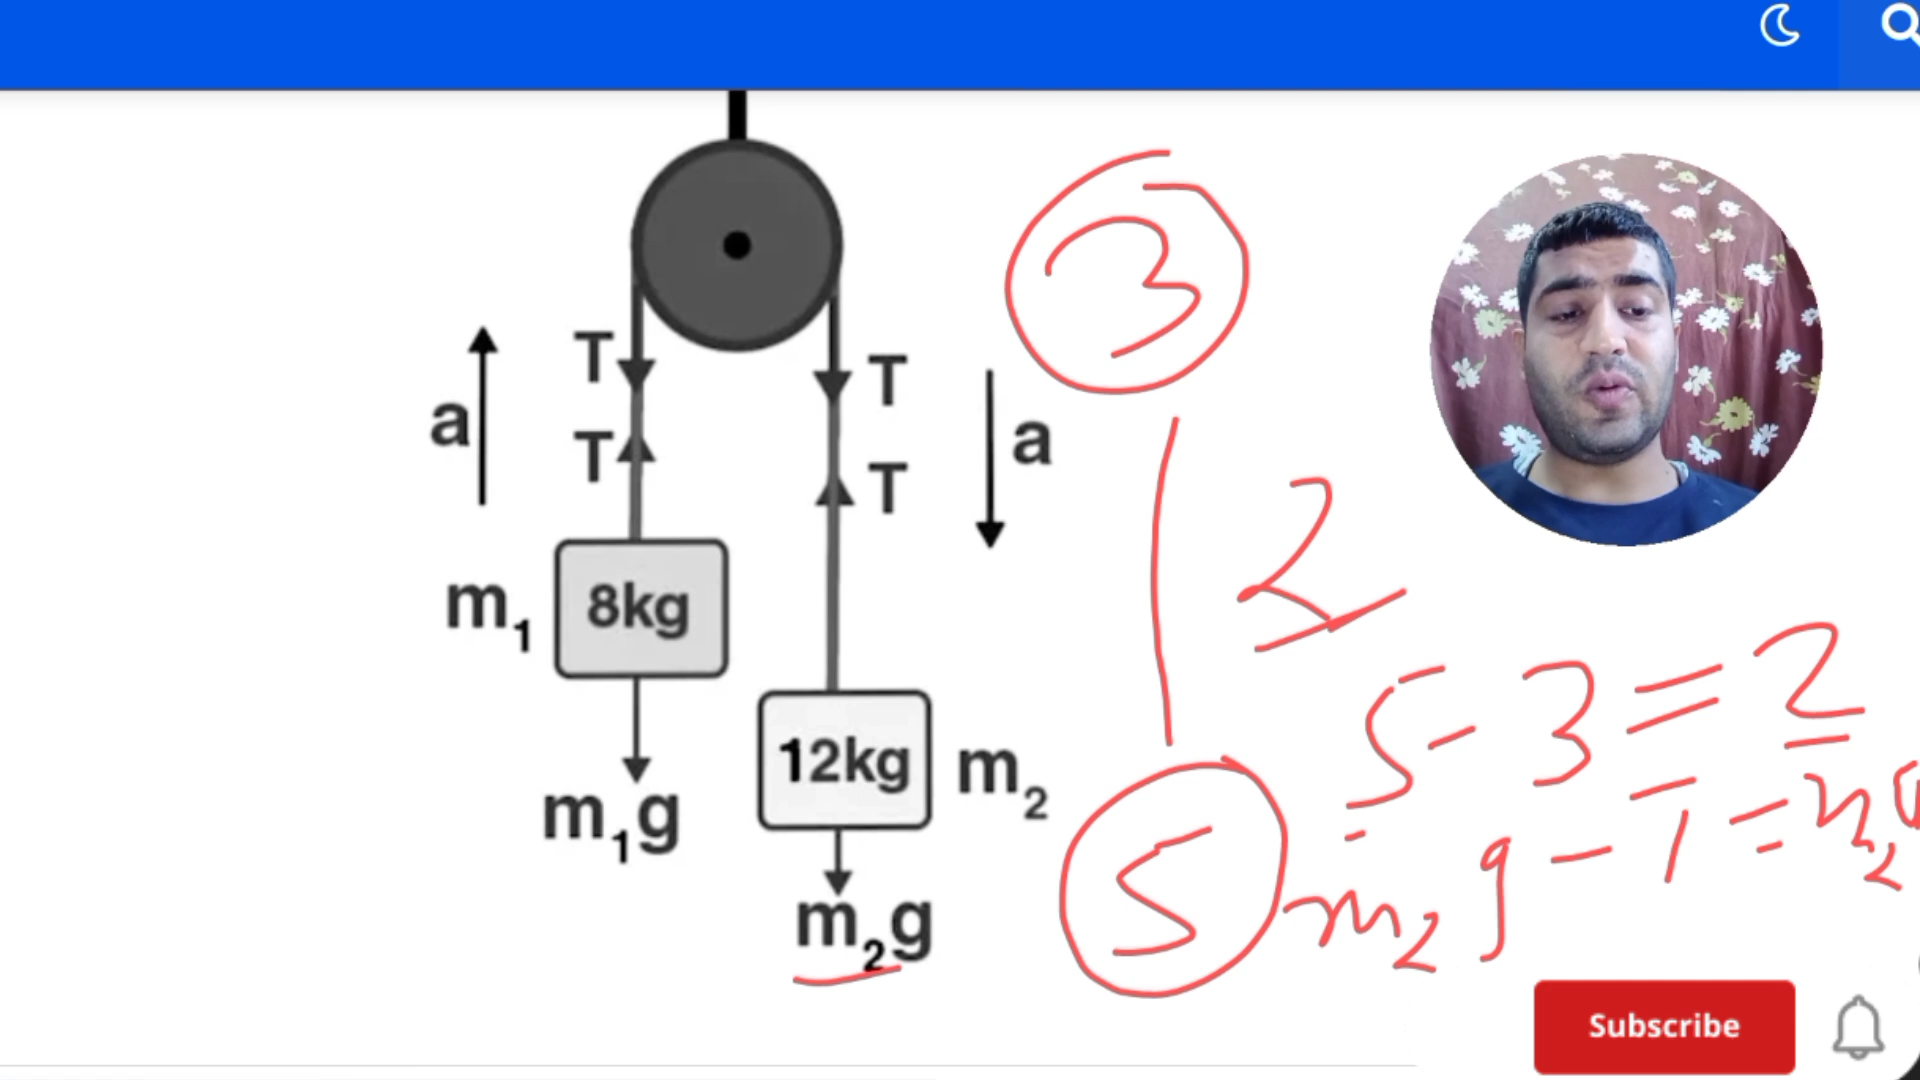 T
T
T
T
a
a
m1
8kg
12kg
m2
m1g
m2g
3
2
5 - 3 = 2
5
m2g - T = m2
Subscribe